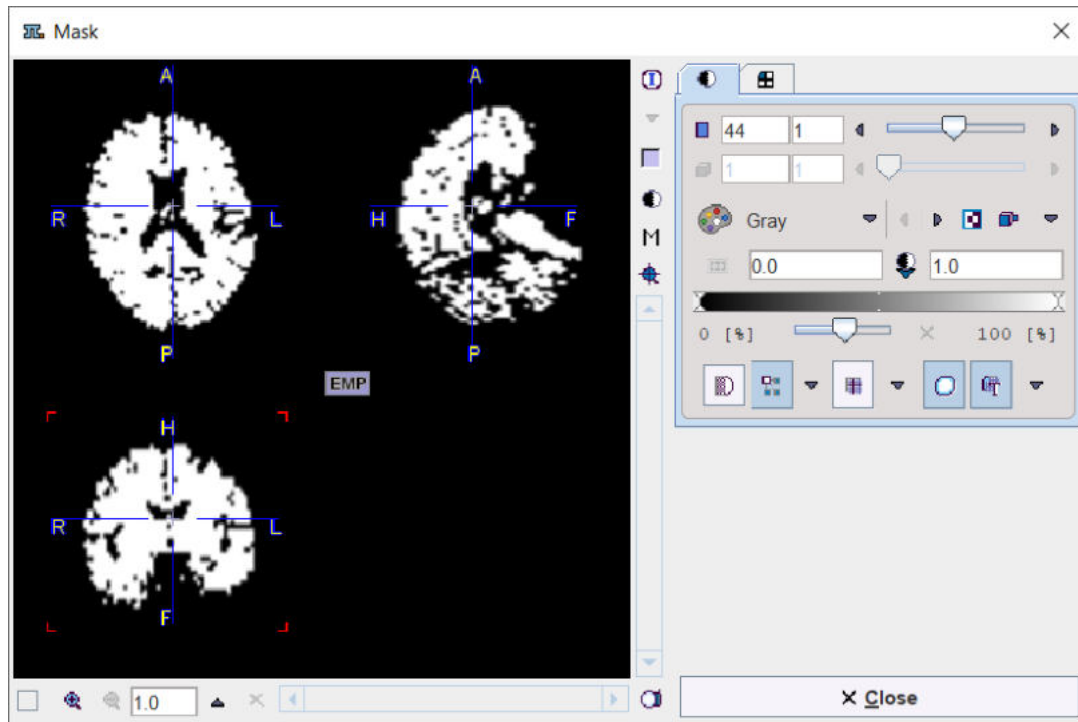 Mask
A A
44 1
1 1
R L H F
M
Gray
0.0 1.0
P P
0 [%] 100 [%]
EMP
H
R L
F
1.0
Close